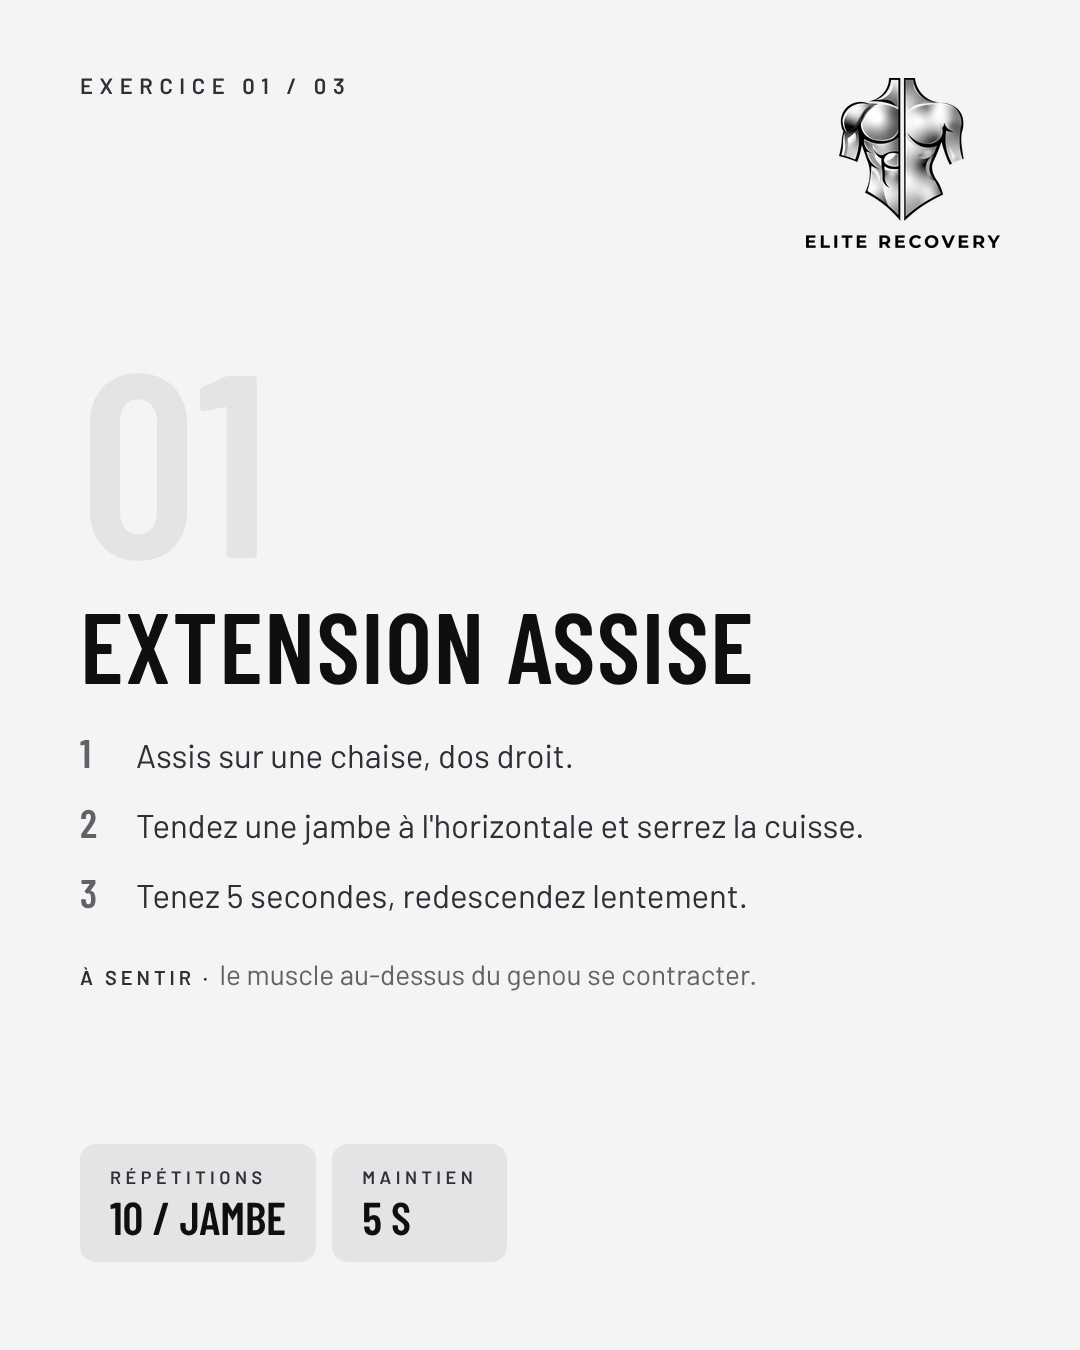 EXERCICE 01 / 03
ELITE RECOVERY
01
EXTENSION ASSISE
1 Assis sur une chaise, dos droit.
2 Tendez une jambe à l'horizontale et serrez la cuisse.
3 Tenez 5 secondes, redescendez lentement.
À SENTIR · le muscle au-dessus du genou se contracter.
RÉPÉTITIONS
10 / JAMBE
MAINTIEN
5 S